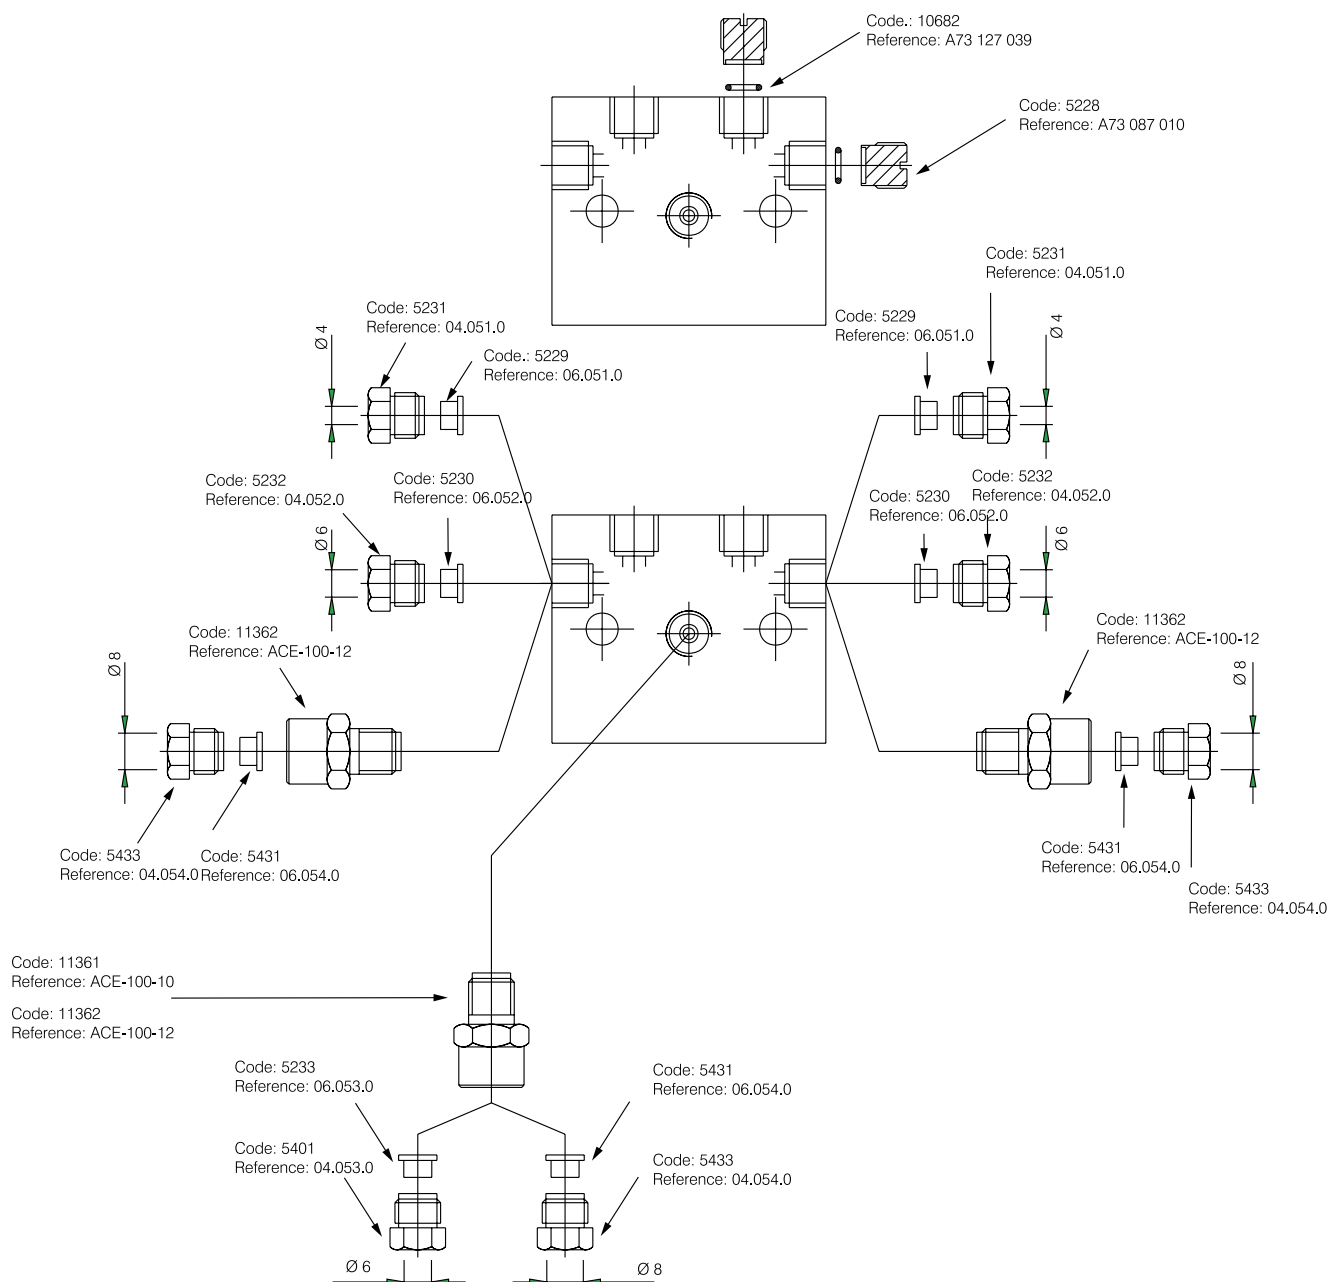 Code.: 10682
Reference: A73 127 039
Code: 5228
Reference: A73 087 010
Code: 5231
Reference: 04.051.0
Code: 5231
Reference: 04.051.0
Code: 5229
Reference: 06.051.0
Ø 4
Ø 4
Code.: 5229
Reference: 06.051.0
Code: 5232
Reference: 04.052.0
Code: 5230
Reference: 06.052.0
Code: 5232
Reference: 04.052.0
Code: 5230
Reference: 06.052.0
Ø 6
Ø 6
Code: 11362
Reference: ACE-100-12
Code: 11362
Reference: ACE-100-12
Ø 8
Ø 8
Code: 5433
Reference: 04.054.0
Code: 5431
Reference: 06.054.0
Code: 5431
Reference: 06.054.0
Code: 5433
Reference: 04.054.0
Code: 11361
Reference: ACE-100-10
Code: 11362
Reference: ACE-100-12
Code: 5233
Reference: 06.053.0
Code: 5431
Reference: 06.054.0
Code: 5401
Reference: 04.053.0
Code: 5433
Reference: 04.054.0
Ø 6
Ø 8